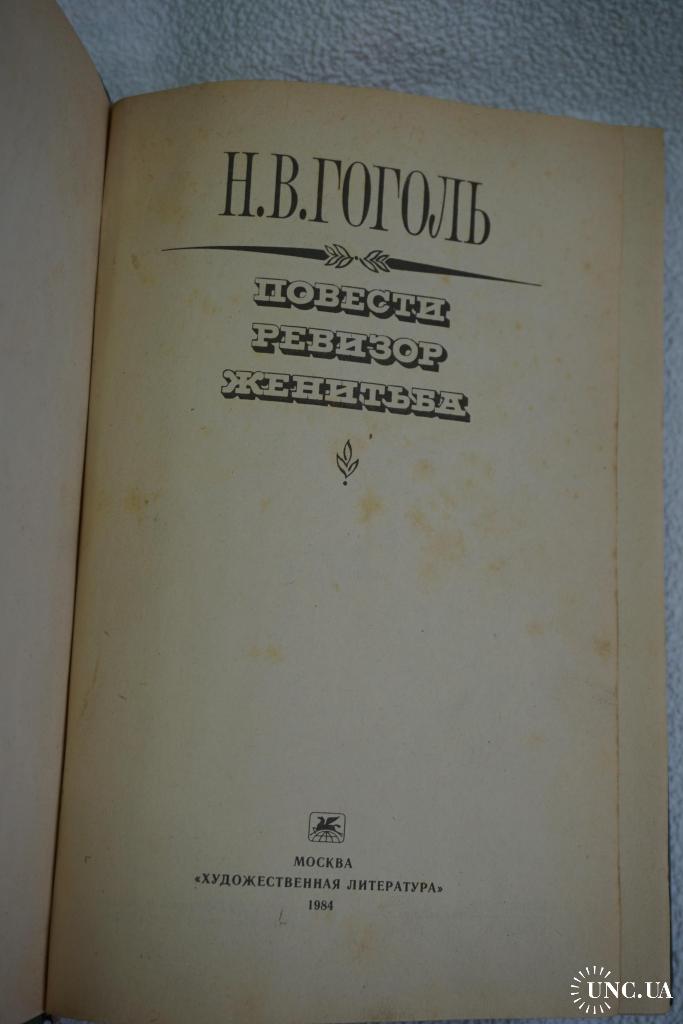 Н.В.ГОГОЛЬ
ПОВЕСТИ
РЕВИЗОР
ЖЕНИТЬБА
МОСКВА
«ХУДОЖЕСТВЕННАЯ ЛИТЕРАТУРА»
1984
UNC.UA